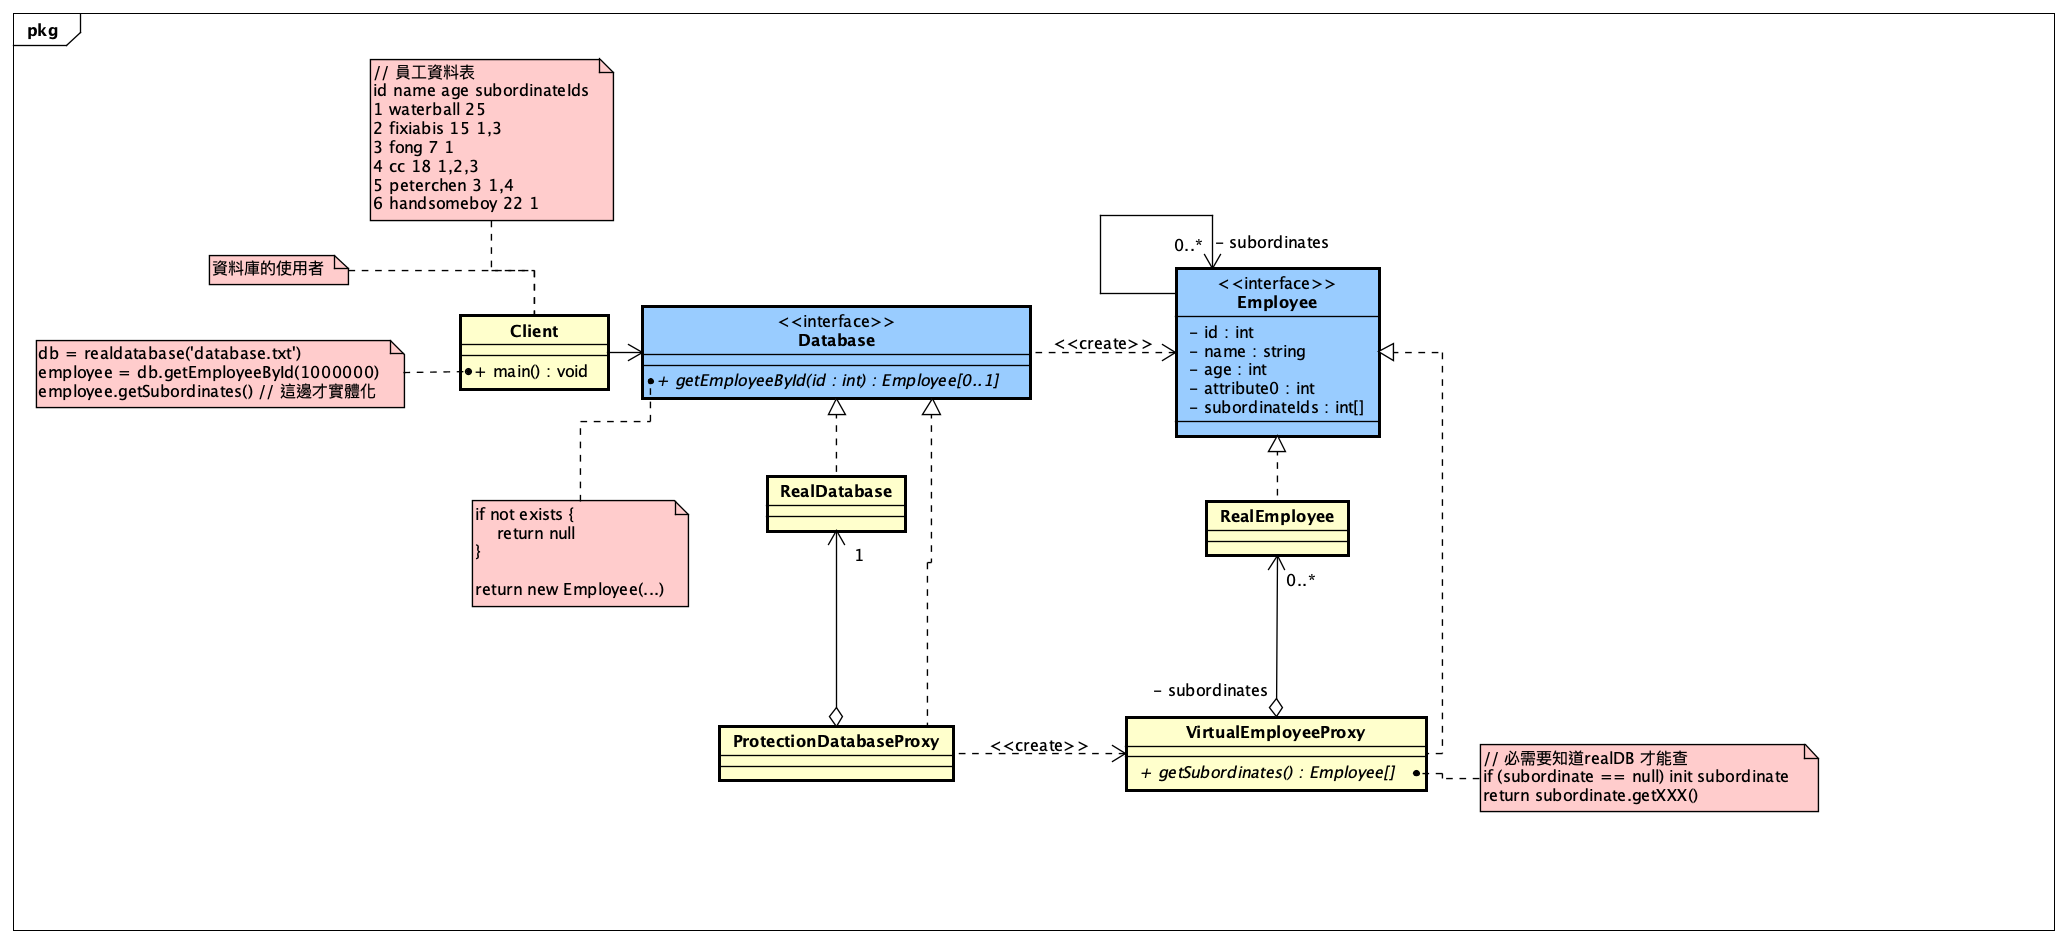 pkg
// 員工資料表
id name age subordinateIds
1 waterball 25
2 fixiabis 15 1,3
3 fong 7 1
4 cc 18 1,2,3
5 peterchen 3 1,4
6 handsomeboy 22 1
資料庫的使用者
db = realdatabase('database.txt')
employee = db.getEmployeeById(1000000)
employee.getSubordinates() // 這邊才實體化
Client
+ main() : void
<<interface>>
Database
+ getEmployeeById(id : int) : Employee[0..1]
<<create>>
0..*
- subordinates
<<interface>>
Employee
- id : int
- name : string
- age : int
- attribute0 : int
- subordinateIds : int[]
if not exists {
return null
}
return new Employee(...)
RealDatabase
1
RealEmployee
0..*
- subordinates
ProtectionDatabaseProxy
<<create>>
VirtualEmployeeProxy
+ getSubordinates() : Employee[]
// 必需要知道realDB 才能查
if (subordinate == null) init subordinate
return subordinate.getXXX()